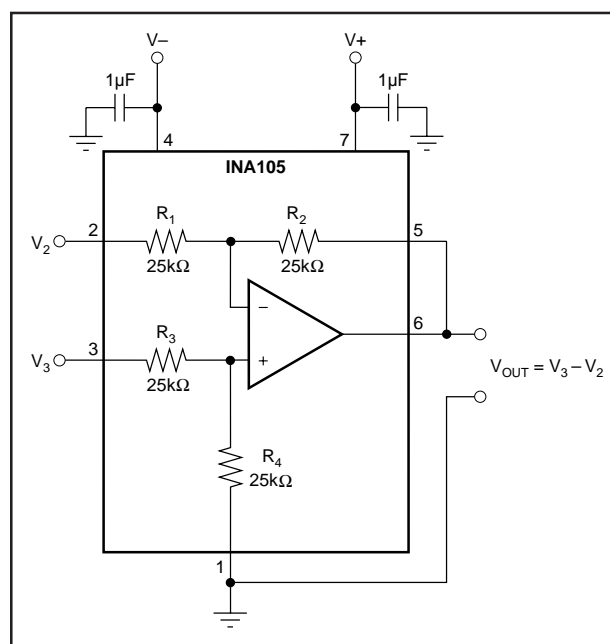 V– V+
1µF 1µF
4 7
INA105
R1 R2
2 5
V2
25kΩ 25kΩ
–
6
R3
3
V3
+
25kΩ
VOUT = V3 – V2
R4
25kΩ
1